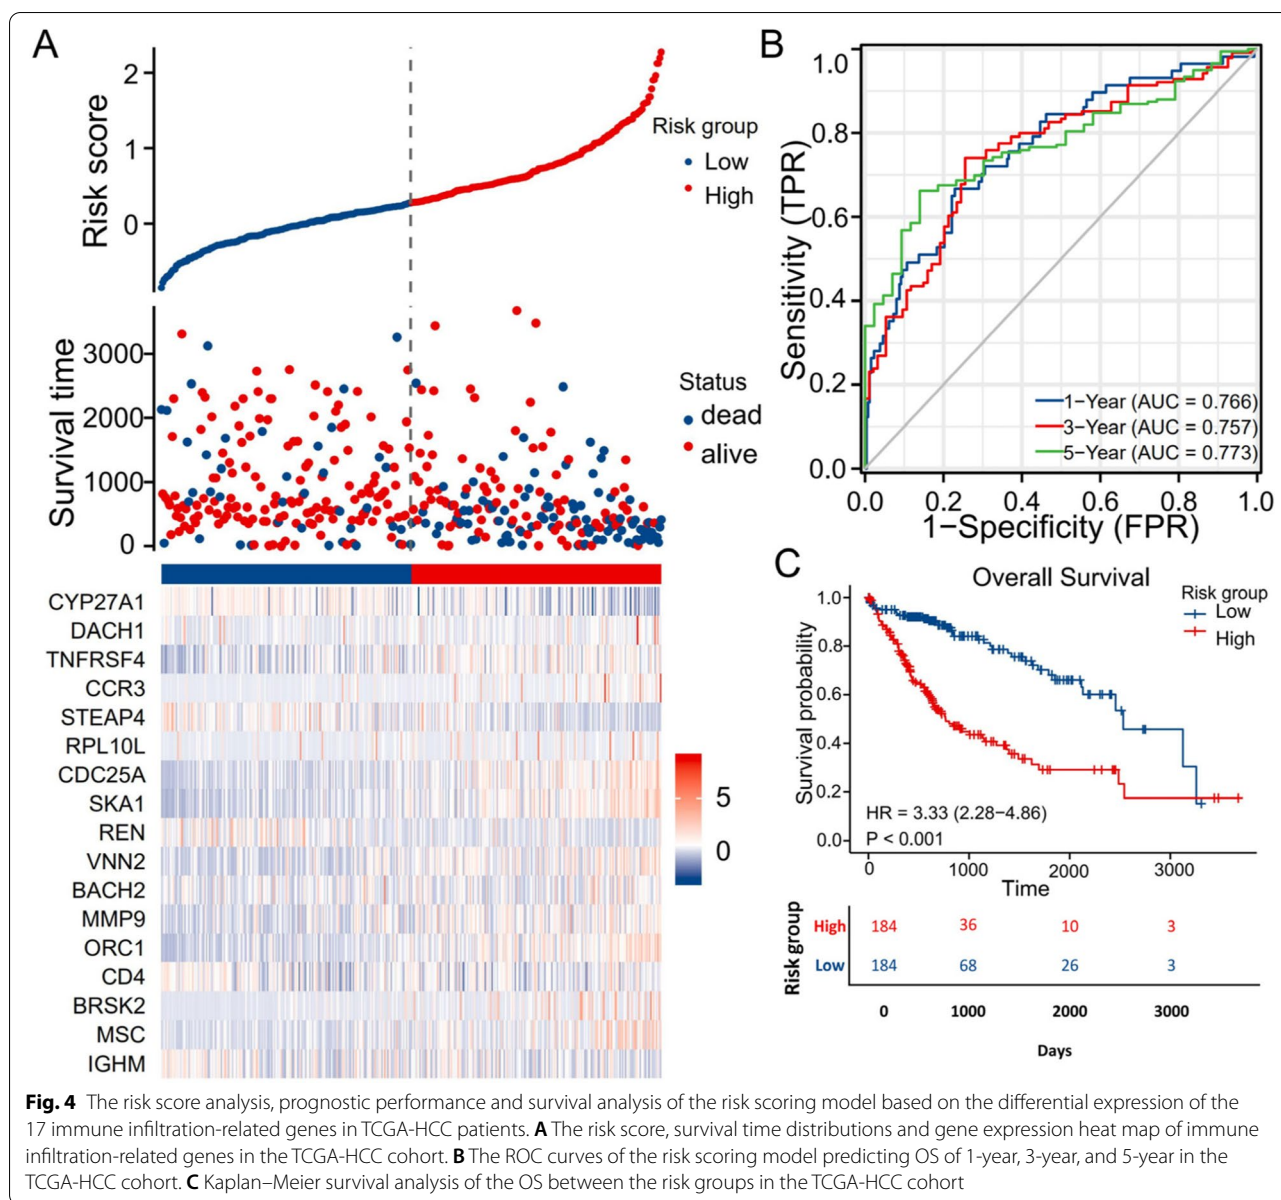 A
Risk score
2
1
0
Risk group
Low
High
Survival time
3000
2000
1000
0
Status
dead
alive
CYP27A1
DACH1
TNFRSF4
CCR3
STEAP4
RPL10L
CDC25A
SKA1
REN
VNN2
BACH2
MMP9
ORC1
CD4
BRSK2
MSC
IGHM
5
0
B
Sensitivity (TPR)
1.0
0.8
0.6
0.4
0.2
0.0
1−Year (AUC = 0.766)
3−Year (AUC = 0.757)
5−Year (AUC = 0.773)
0.0 0.2 0.4 0.6 0.8 1.0
1−Specificity (FPR)
C
Overall Survival
Risk group
Low
High
Survival probability
1.0
0.8
0.6
0.4
0.2
0.0
HR = 3.33 (2.28−4.86)
P < 0.001
0 1000 2000 3000
Time
Risk group
High 184 36 10 3
Low 184 68 26 3
0 1000 2000 3000
Days
Fig. 4 The risk score analysis, prognostic performance and survival analysis of the risk scoring model based on the differential expression of the
17 immune infiltration-related genes in TCGA-HCC patients. A The risk score, survival time distributions and gene expression heat map of immune
infiltration-related genes in the TCGA-HCC cohort. B The ROC curves of the risk scoring model predicting OS of 1-year, 3-year, and 5-year in the
TCGA-HCC cohort. C Kaplan–Meier survival analysis of the OS between the risk groups in the TCGA-HCC cohort